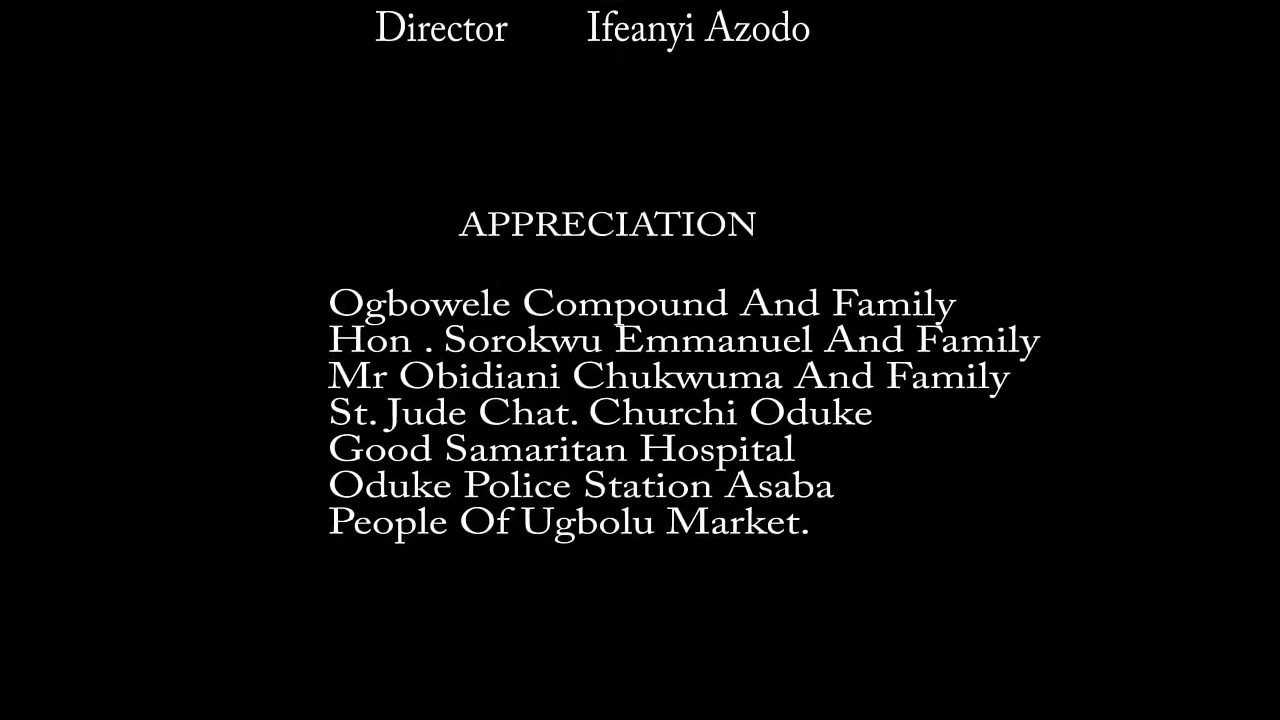 Director Ifeanyi Azodo
APPRECIATION
Ogbowele Compound And Family
Hon . Sorokwu Emmanuel And Family
Mr Obidiani Chukwuma And Family
St. Jude Chat. Churchi Oduke
Good Samaritan Hospital
Oduke Police Station Asaba
People Of Ugbolu Market.